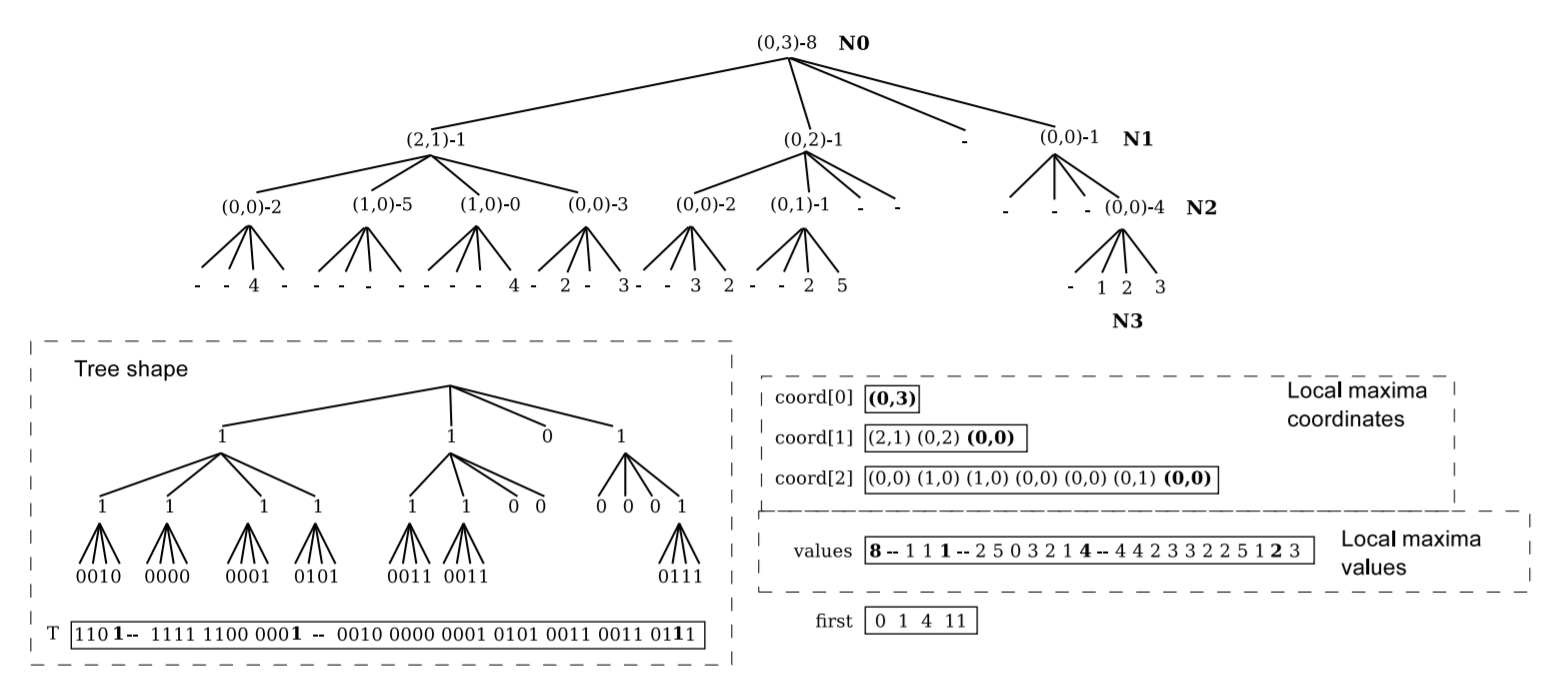 (0,3)-8 N0
(2,1)-1 (0,2)-1 - (0,0)-1 N1
(0,0)-2 (1,0)-5 (1,0)-0 (0,0)-3 (0,0)-2 (0,1)-1 - - - - - (0,0)-4 N2
- - 4 - - - - - - - - 4 - 2 - 3 - - 3 2 - - 2 5 - 1 2 3
N3
Tree shape
1 1 0 1
1 1 1 1 1 1 0 0 0 0 0 1
0010 0000 0001 0101 0011 0011 0111
T 110 1-- 1111 1100 0001 -- 0010 0000 0001 0101 0011 0011 0111
Local maxima
coordinates
coord[0] (0,3)
coord[1] (2,1) (0,2) (0,0)
coord[2] (0,0) (1,0) (1,0) (0,0) (0,0) (0,1) (0,0)
values 8 -- 1 1 1 -- 2 5 0 3 2 1 4 -- 4 4 2 3 3 2 2 5 1 2 3
Local maxima
values
first 0 1 4 11